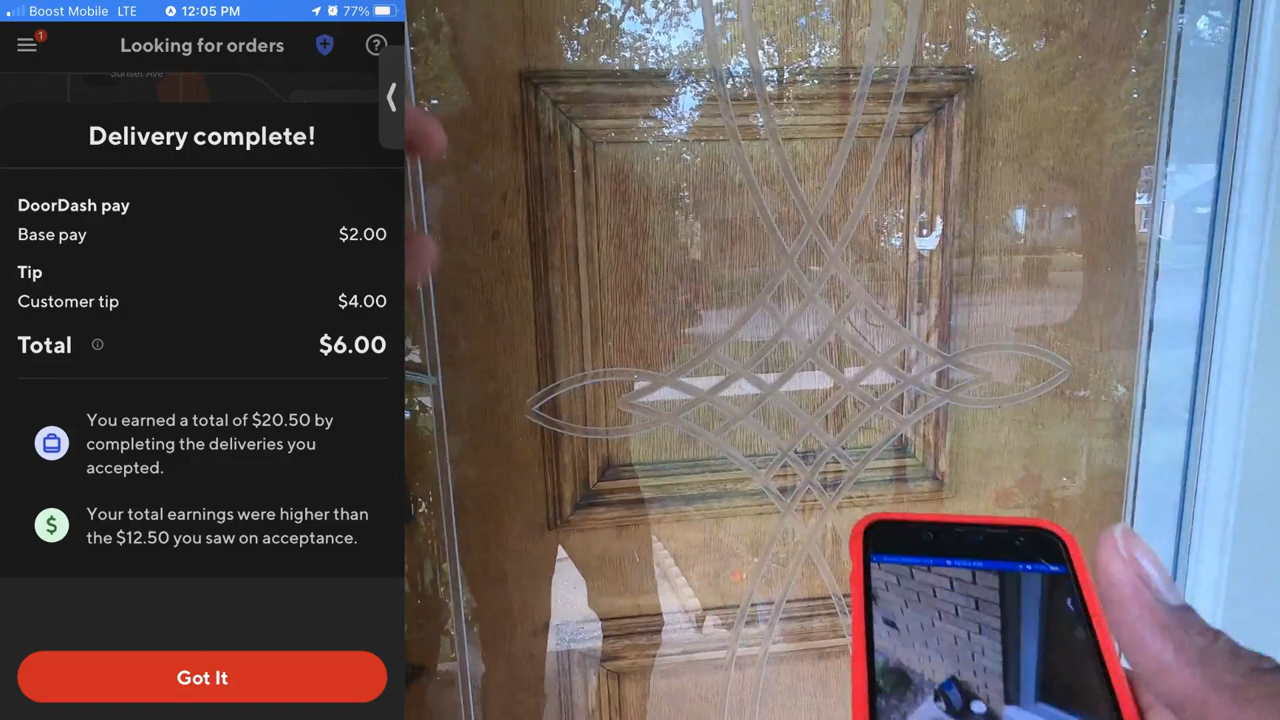 Boost Mobile LTE 12:05 PM 77%
1
Looking for orders
Sunset Ave
Delivery complete!
DoorDash pay
Base pay $2.00
Tip
Customer tip $4.00
Total $6.00
You earned a total of $20.50 by
completing the deliveries you
accepted.
Your total earnings were higher than
the $12.50 you saw on acceptance.
Got It